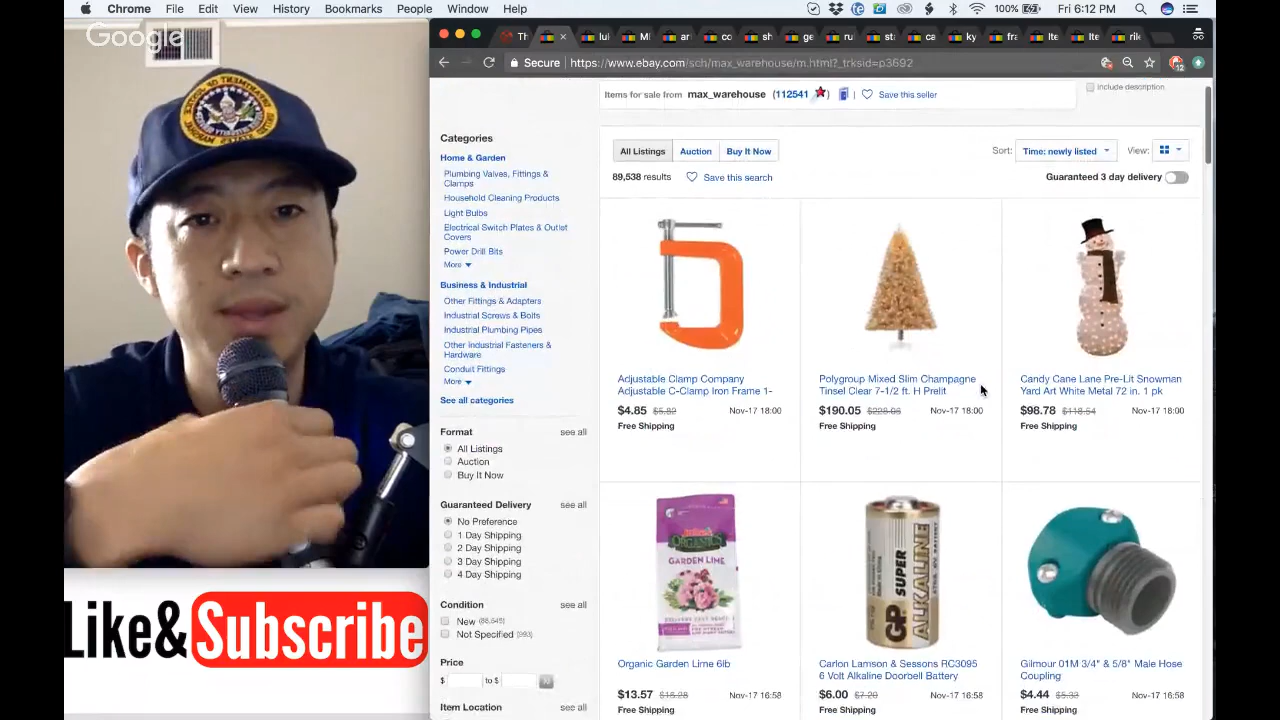 Chrome File Edit View History Bookmarks People Window Help
100%
Fri 6:12 PM
Google
Secure
https://www.ebay.com/sch/max_warehouse/m.html?_trksid=p3692
12
Items for sale from max_warehouse (112541 )
Save this seller
Include description
Categories
Home & Garden
Plumbing Valves, Fittings &
Clamps
Household Cleaning Products
Light Bulbs
Electrical Switch Plates & Outlet
Covers
Power Drill Bits
More
Business & Industrial
Other Fittings & Adapters
Industrial Screws & Bolts
Industrial Plumbing Pipes
Other Industrial Fasteners &
Hardware
Conduit Fittings
More
See all categories
Format see all
All Listings
Auction
Buy It Now
Guaranteed Delivery see all
No Preference
1 Day Shipping
2 Day Shipping
3 Day Shipping
4 Day Shipping
Condition see all
New (88,545)
Not Specified (993)
Price
$ to $
Item Location see all
All Listings Auction Buy It Now
Sort: Time: newly listed View:
89,538 results Save this search
Guaranteed 3 day delivery
Adjustable Clamp Company
Adjustable C-Clamp Iron Frame 1-
$4.85 $5.82 Nov-17 18:00
Free Shipping
Polygroup Mixed Slim Champagne
Tinsel Clear 7-1/2 ft. H Prelit
$190.05 $228.06 Nov-17 18:00
Free Shipping
Candy Cane Lane Pre-Lit Snowman
Yard Art White Metal 72 in. 1 pk
$98.78 $118.54 Nov-17 18:00
Free Shipping
ORGANICS
GARDEN LIME
Organic Garden Lime 6lb
$13.57 $16.28 Nov-17 16:58
Free Shipping
GP SUPER
ALKALINE
Carlon Lamson & Sessons RC3095
6 Volt Alkaline Doorbell Battery
$6.00 $7.20 Nov-17 16:58
Free Shipping
Gilmour 01M 3/4" & 5/8" Male Hose
Coupling
$4.44 $5.33 Nov-17 16:58
Free Shipping
Like& Subscribe